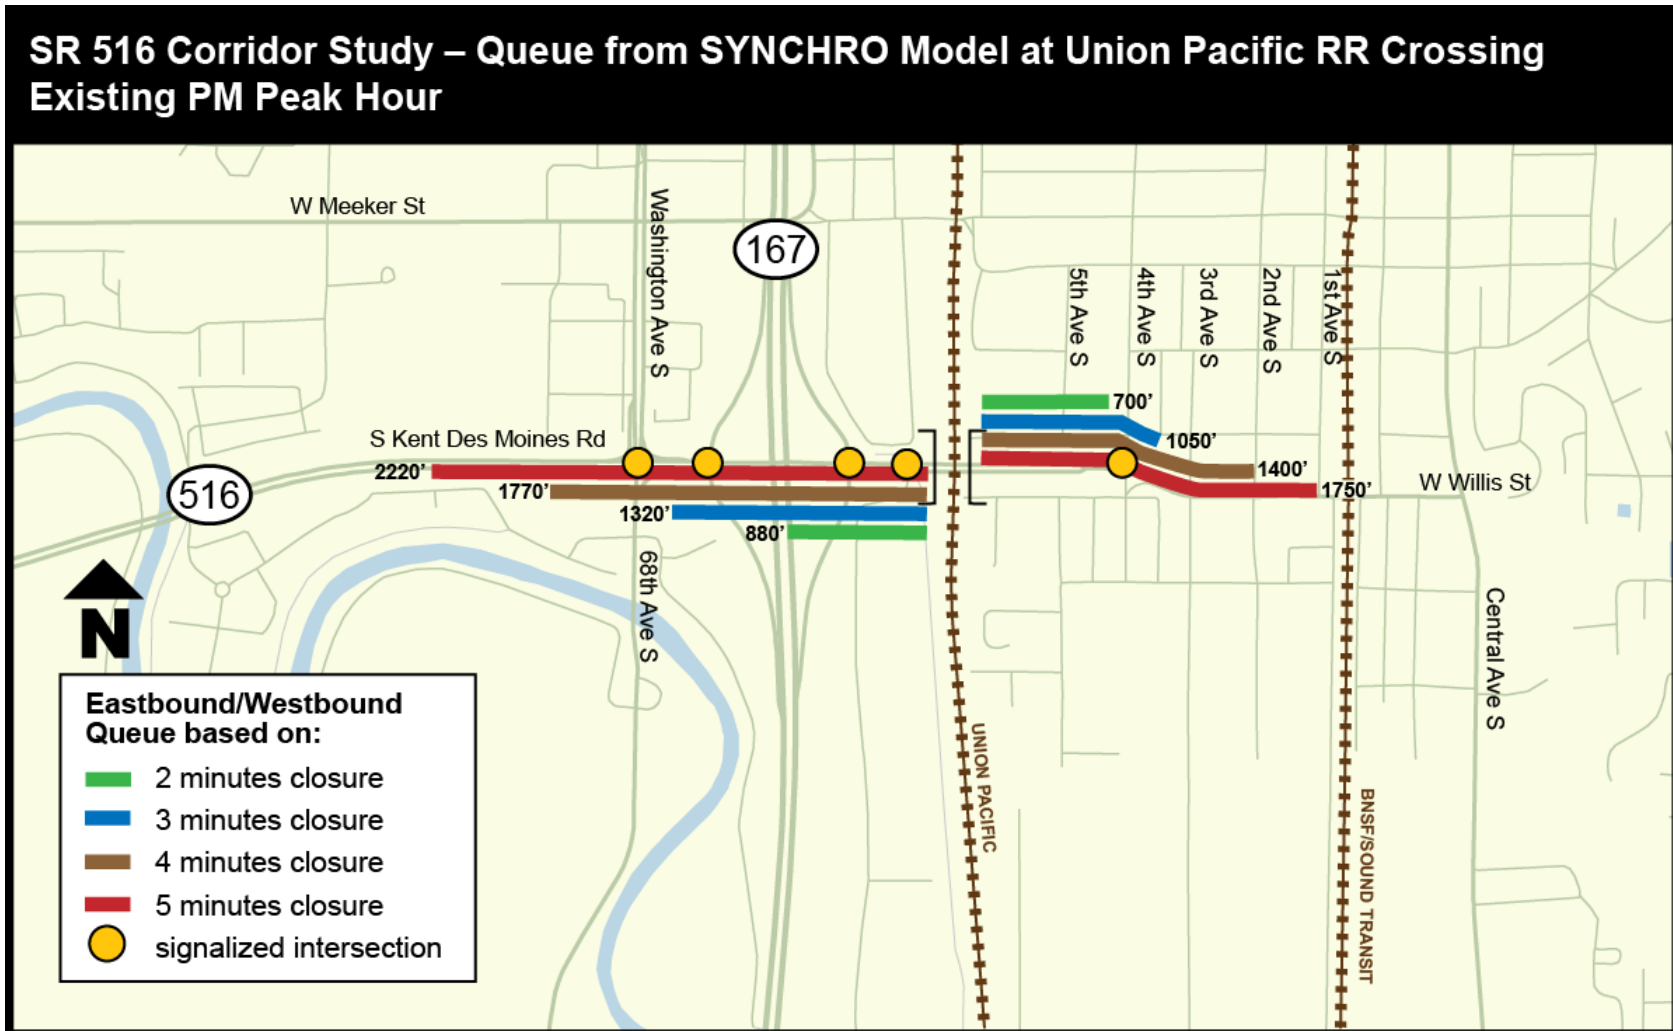 SR 516 Corridor Study – Queue from SYNCHRO Model at Union Pacific RR Crossing
Existing PM Peak Hour
W Meeker St
Washington Ave S
167
5th Ave S
4th Ave S
3rd Ave S
2nd Ave S
1st Ave S
700’
1050’
1400’
1750’
S Kent Des Moines Rd
2220’
1770’
1320’
880’
516
W Willis St
68th Ave S
Central Ave S
N
UNION PACIFIC
BNSF/SOUND TRANSIT
Eastbound/Westbound
Queue based on:
2 minutes closure
3 minutes closure
4 minutes closure
5 minutes closure
signalized intersection